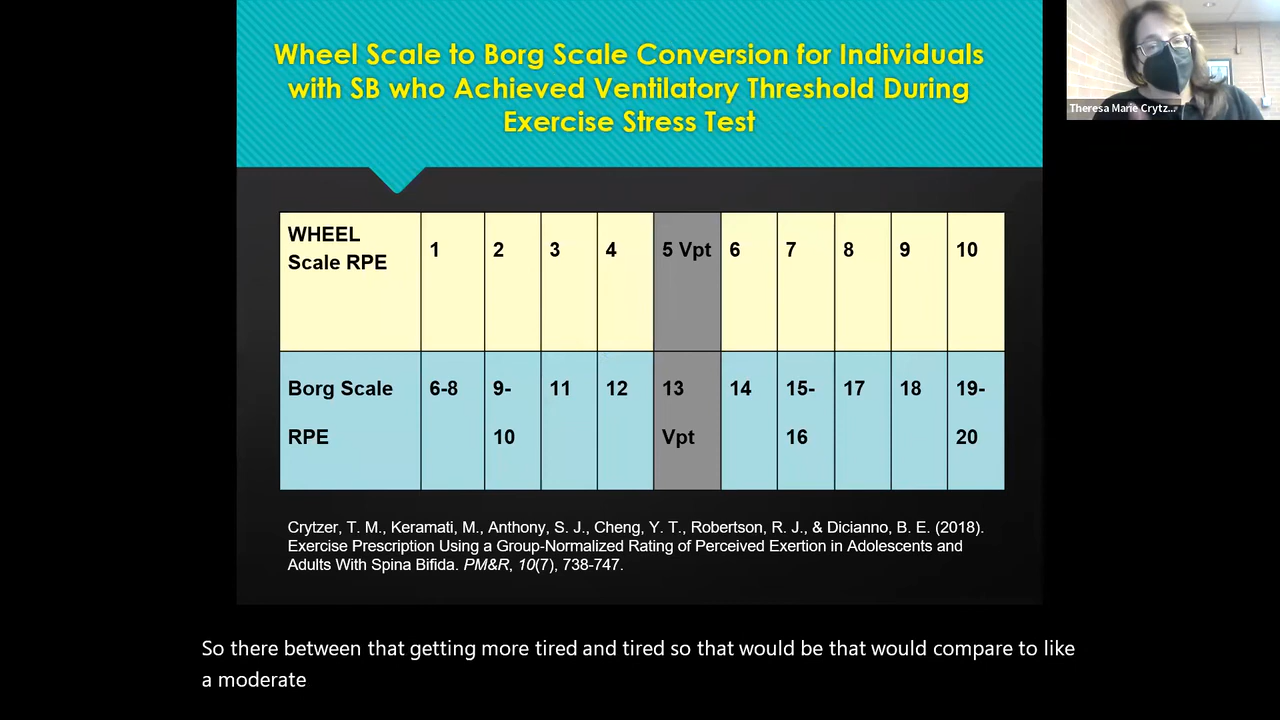 Wheel Scale to Borg Scale Conversion for Individuals
with SB who Achieved Ventilatory Threshold During
Exercise Stress Test
Theresa Marie Crytz...
WHEEL
Scale RPE
1
2
3
4
5 Vpt
6
7
8
9
10
Borg Scale
RPE
6-8
9-
10
11
12
13
Vpt
14
15-
16
17
18
19-
20
Crytzer, T. M., Keramati, M., Anthony, S. J., Cheng, Y. T., Robertson, R. J., & Dicianno, B. E. (2018).
Exercise Prescription Using a Group-Normalized Rating of Perceived Exertion in Adolescents and
Adults With Spina Bifida. PM&R, 10(7), 738-747.
So there between that getting more tired and tired so that would be that would compare to like
a moderate